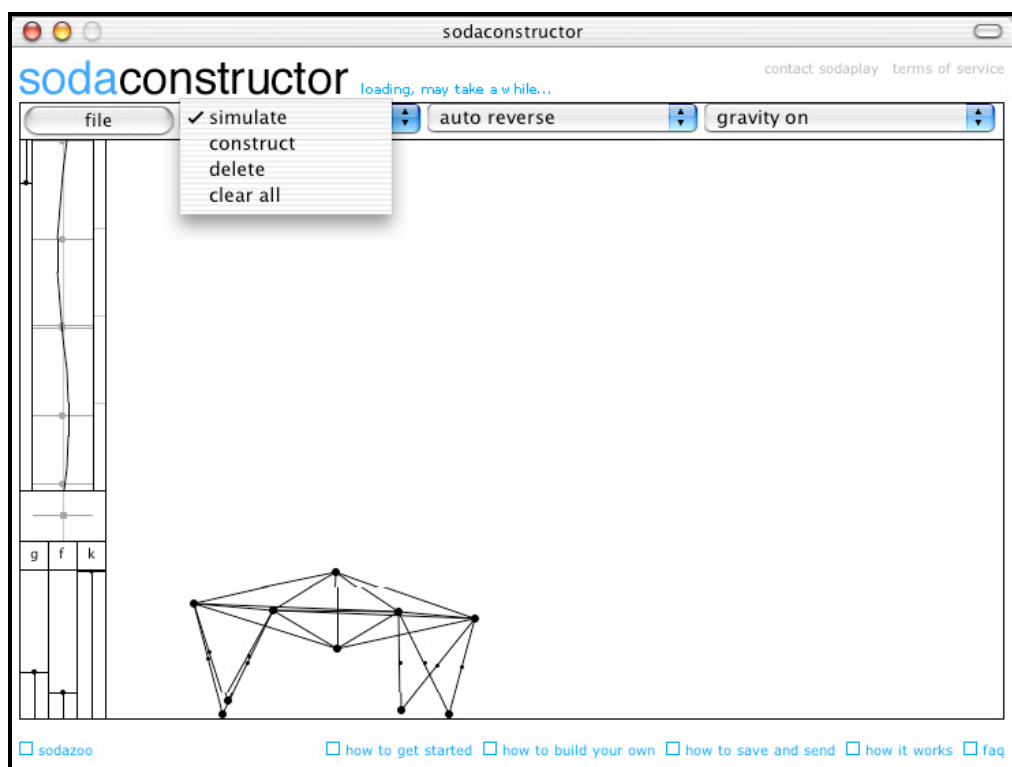 sodaconstructor
sodaconstructor loading, may take a while...
contact sodaplay terms of service
file
simulate
construct
delete
clear all
auto reverse
gravity on
g f k
sodazoo
how to get started how to build your own how to save and send how it works faq